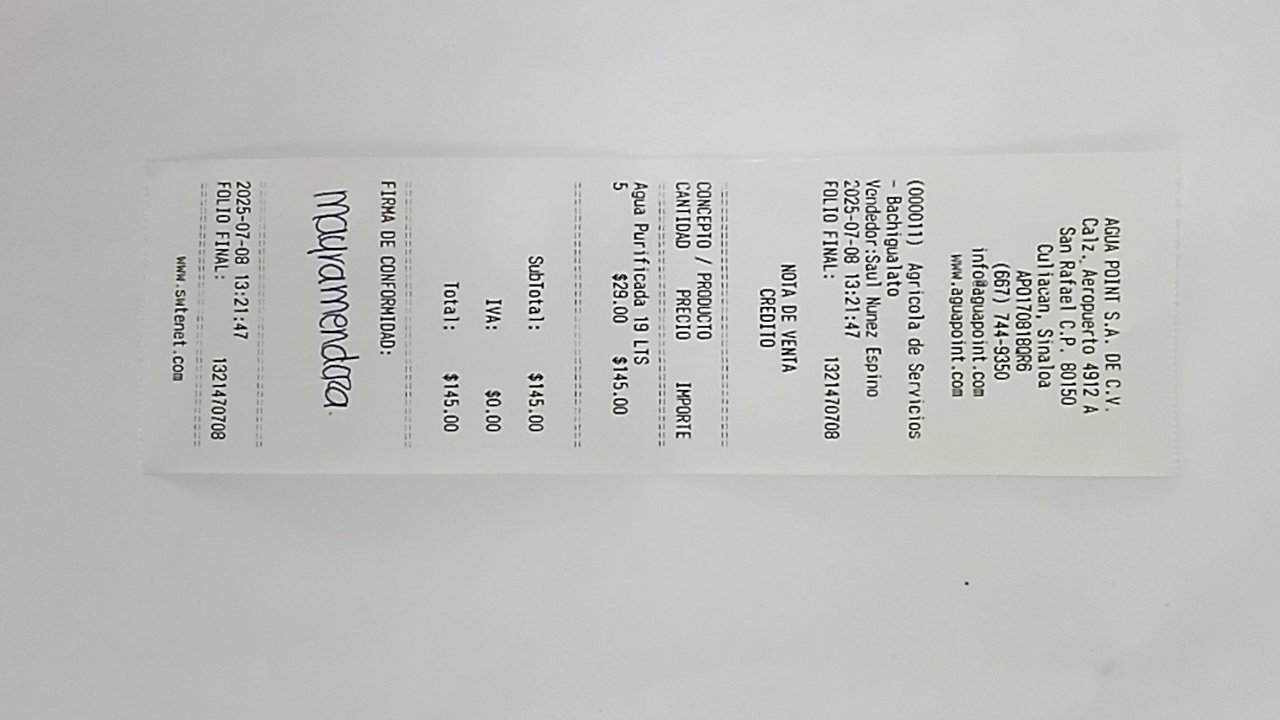 AGUA POINT S.A. DE C.V.
Calz. Aeropuerto 4912 A
San Rafael C.P. 80150
Culiacan, Sinaloa
APO170818QR6
(667) 744-9350
info@aguapoint.com
www.aguapoint.com
(000011) Agricola de Servicios
- Bachigualato
Vendedor:Saul Nunez Espino
2025-07-08 13:21:47
FOLIO FINAL: 1321470708
NOTA DE VENTA
CREDITO
CONCEPTO / PRODUCTO
CANTIDAD PRECIO IMPORTE
Agua Purificada 19 LTS
5 $29.00 $145.00
SubTotal: $145.00
IVA: $0.00
Total: $145.00
FIRMA DE CONFORMIDAD:
mayramendoza.
2025-07-08 13:21:47
FOLIO FINAL: 1321470708
www.smtenet.com